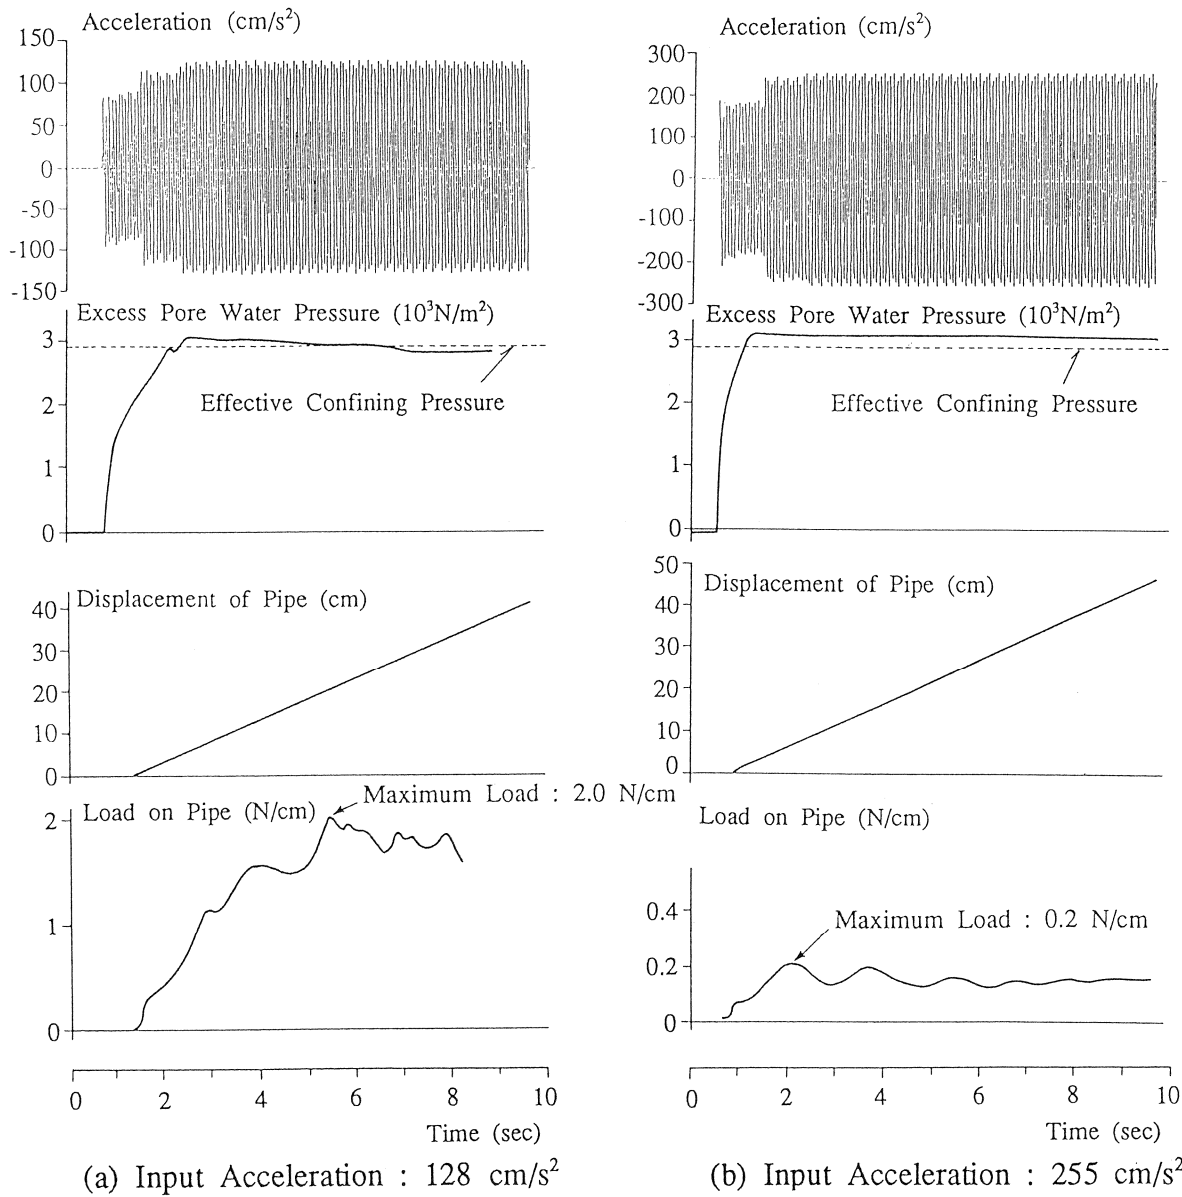 Acceleration (cm/s²)
150
100
50
0
-50
-100
-150
Excess Pore Water Pressure (10³N/m²)
3
2
1
0
Effective Confining Pressure
Displacement of Pipe (cm)
40
30
20
10
0
Load on Pipe (N/cm)
Maximum Load : 2.0 N/cm
2
1
0
0 2 4 6 8 10
Time (sec)
(a) Input Acceleration : 128 cm/s²
Acceleration (cm/s²)
300
200
100
0
-100
-200
-300
Excess Pore Water Pressure (10³N/m²)
3
2
1
0
Effective Confining Pressure
50
Displacement of Pipe (cm)
40
30
20
10
0
Load on Pipe (N/cm)
0.4
Maximum Load : 0.2 N/cm
0.2
0
0 2 4 6 8 10
Time (sec)
(b) Input Acceleration : 255 cm/s²